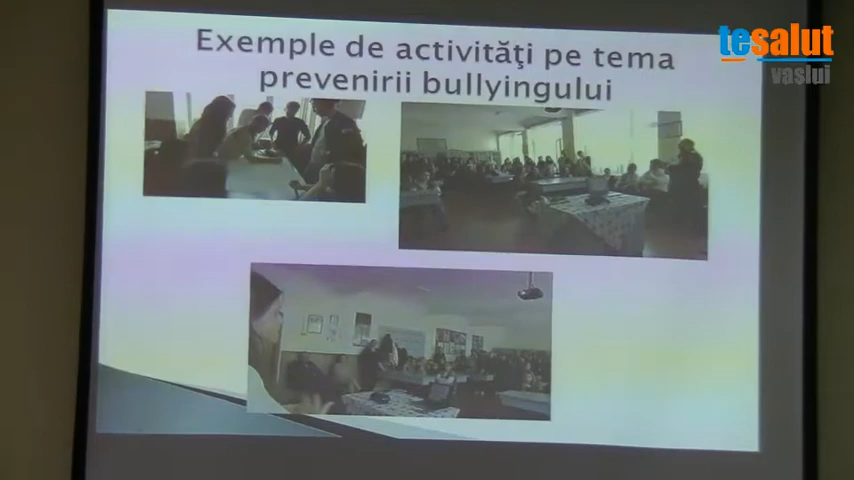 tesalut
vaslui
Exemple de activităţi pe tema
prevenirii bullyingului